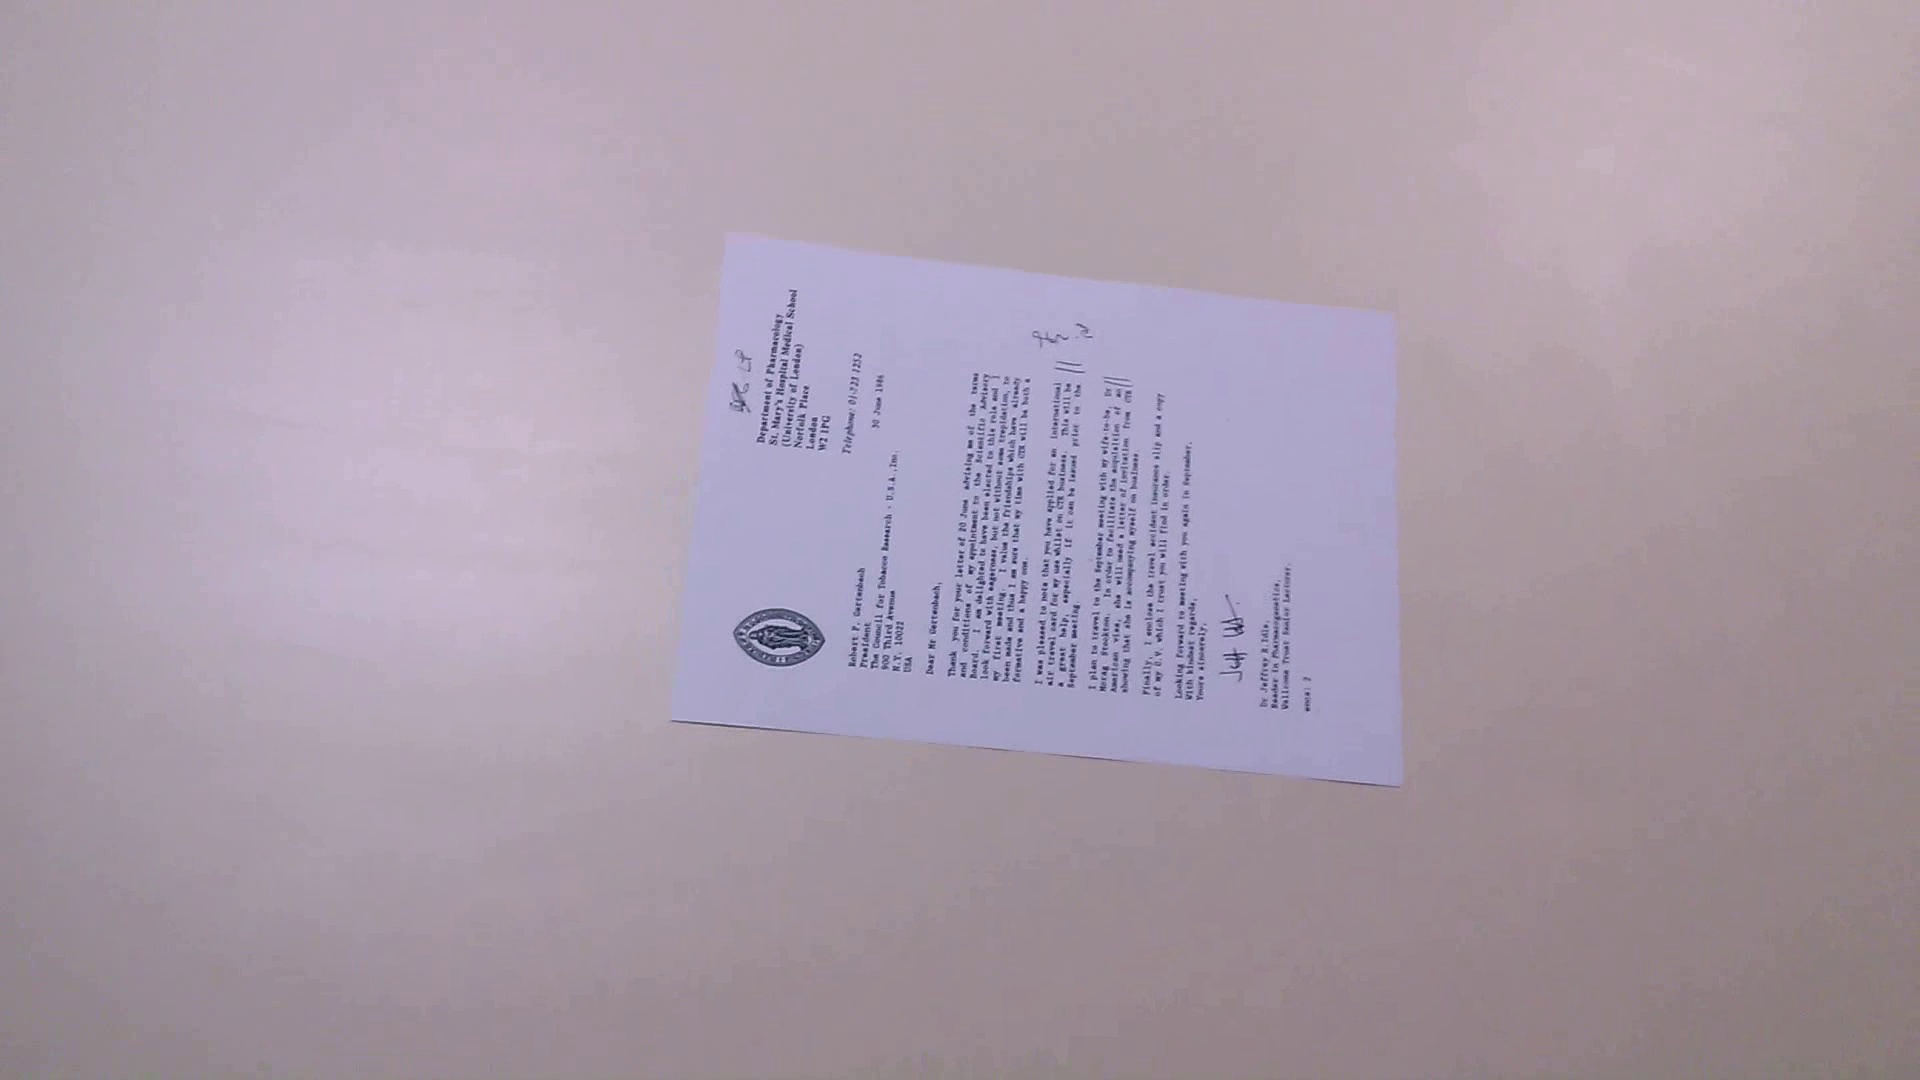 Department of Pharmacology
St. Mary's Hospital Medical School
(University of London)
Norfolk Place
London
W2 1PG
Telephone: 01-723 1252
30 June 1986
Robert F. Gertenbach
President
The Council for Tobacco Research - U.S.A.,Inc.
900 Third Avenue
N.Y. 10022
USA
Dear Mr Gertenbach,
Thank you for your letter of 20 June advising me of the terms
and conditions of my appointment to the Scientific Advisory
Board. I am delighted to have been elected to this role and I
look forward with eagerness, but not without some trepidation, to
my first meeting. I value the friendships which have already
been made and thus I am sure that my time with CTR will be both a
formative and a happy one.
I was pleased to note that you have applied for an international
air travel card for my use whilst on CTR business. This will be
a great help, especially if it can be issued prior to the
September meeting.
I plan to travel to the September meeting with my wife-to-be, Dr
Morag Stockton. In order to facilitate the acquisition of an
American visa, she will need a letter of invitation from CTR
showing that she is accompanying myself on business.
Finally, I enclose the travel accident insurance slip and a copy
of my C.V. which I trust you will find in order.
Looking forward to meeting with you again in September.
With kindest regards,
Yours sincerely,
Dr Jeffrey R.Idle,
Reader in Pharmacogenetics,
Wellcome Trust Senior Lecturer.
encs: 2